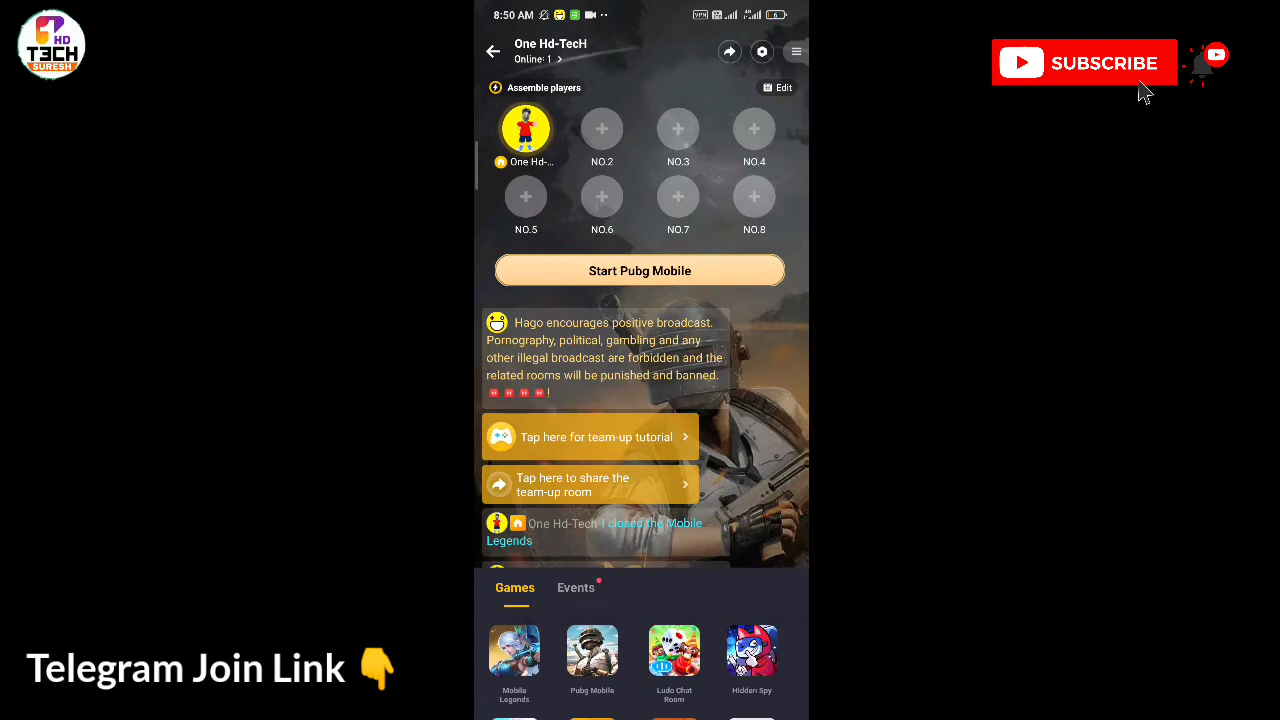 HD
TECH
SURESH
8:50 AM
VPN
6
One Hd-TecH
Online: 1
SUBSCRIBE
Assemble players
Edit
One Hd-...
NO.2
NO.3
NO.4
NO.5
NO.6
NO.7
NO.8
Start Pubg Mobile
Hago encourages positive broadcast.
Pornography, political, gambling and any
other illegal broadcast are forbidden and the
related rooms will be punished and banned.
!
Tap here for team-up tutorial
Tap here to share the
team-up room
One Hd-Tech I closed the Mobile
Legends
Games
Events
Telegram Join Link 👇
Mobile
Legends
Pubg Mobile
Ludo Chat
Room
Hidden Spy